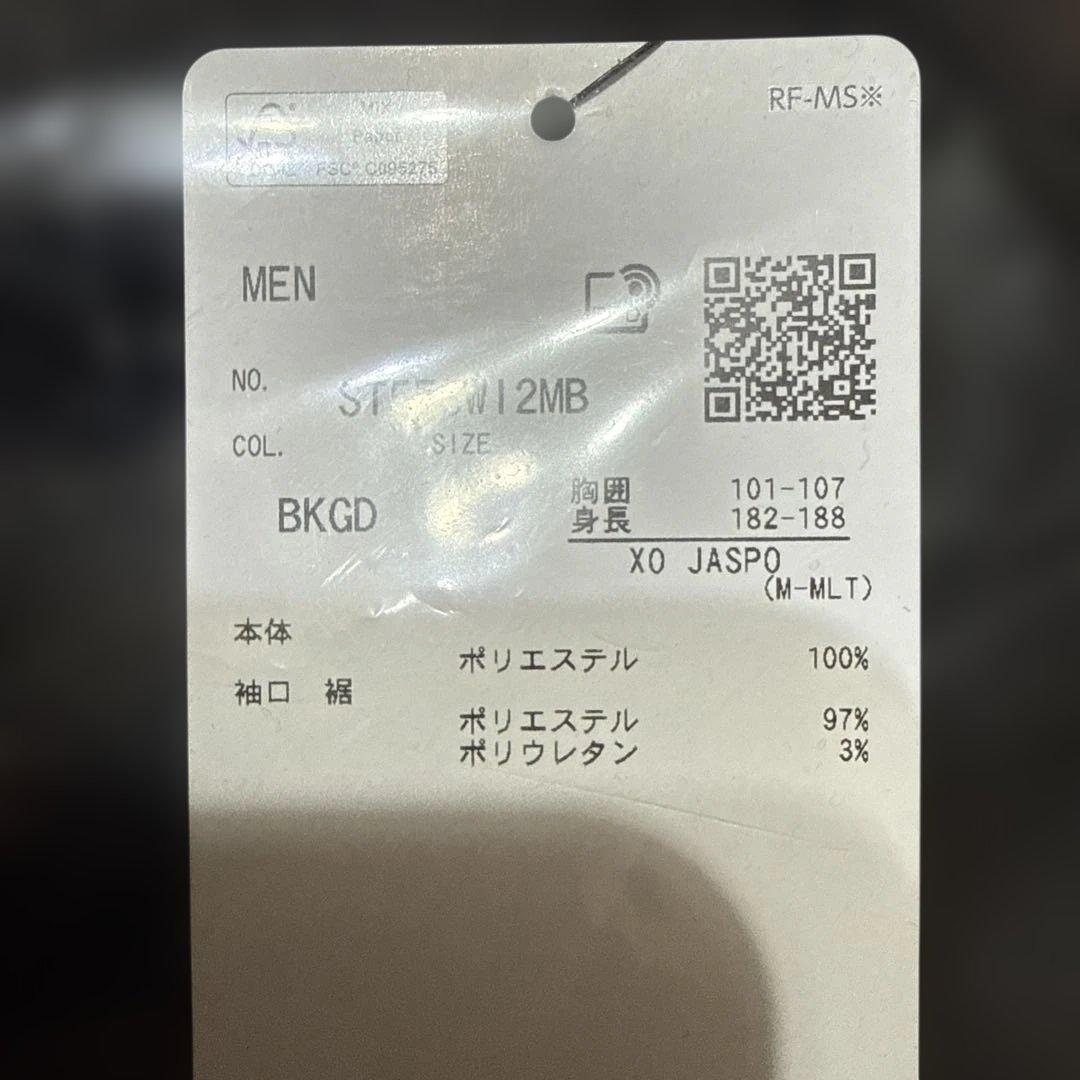 RF-MS※
Paper
FSC® C095275
MEN
NO.
COL.
SIZE
BKGD
胸囲 101-107
身長 182-188
XO JASPO
(M-MLT)
本体
ポリエステル 100%
袖口 裾
ポリエステル 97%
ポリウレタン 3%